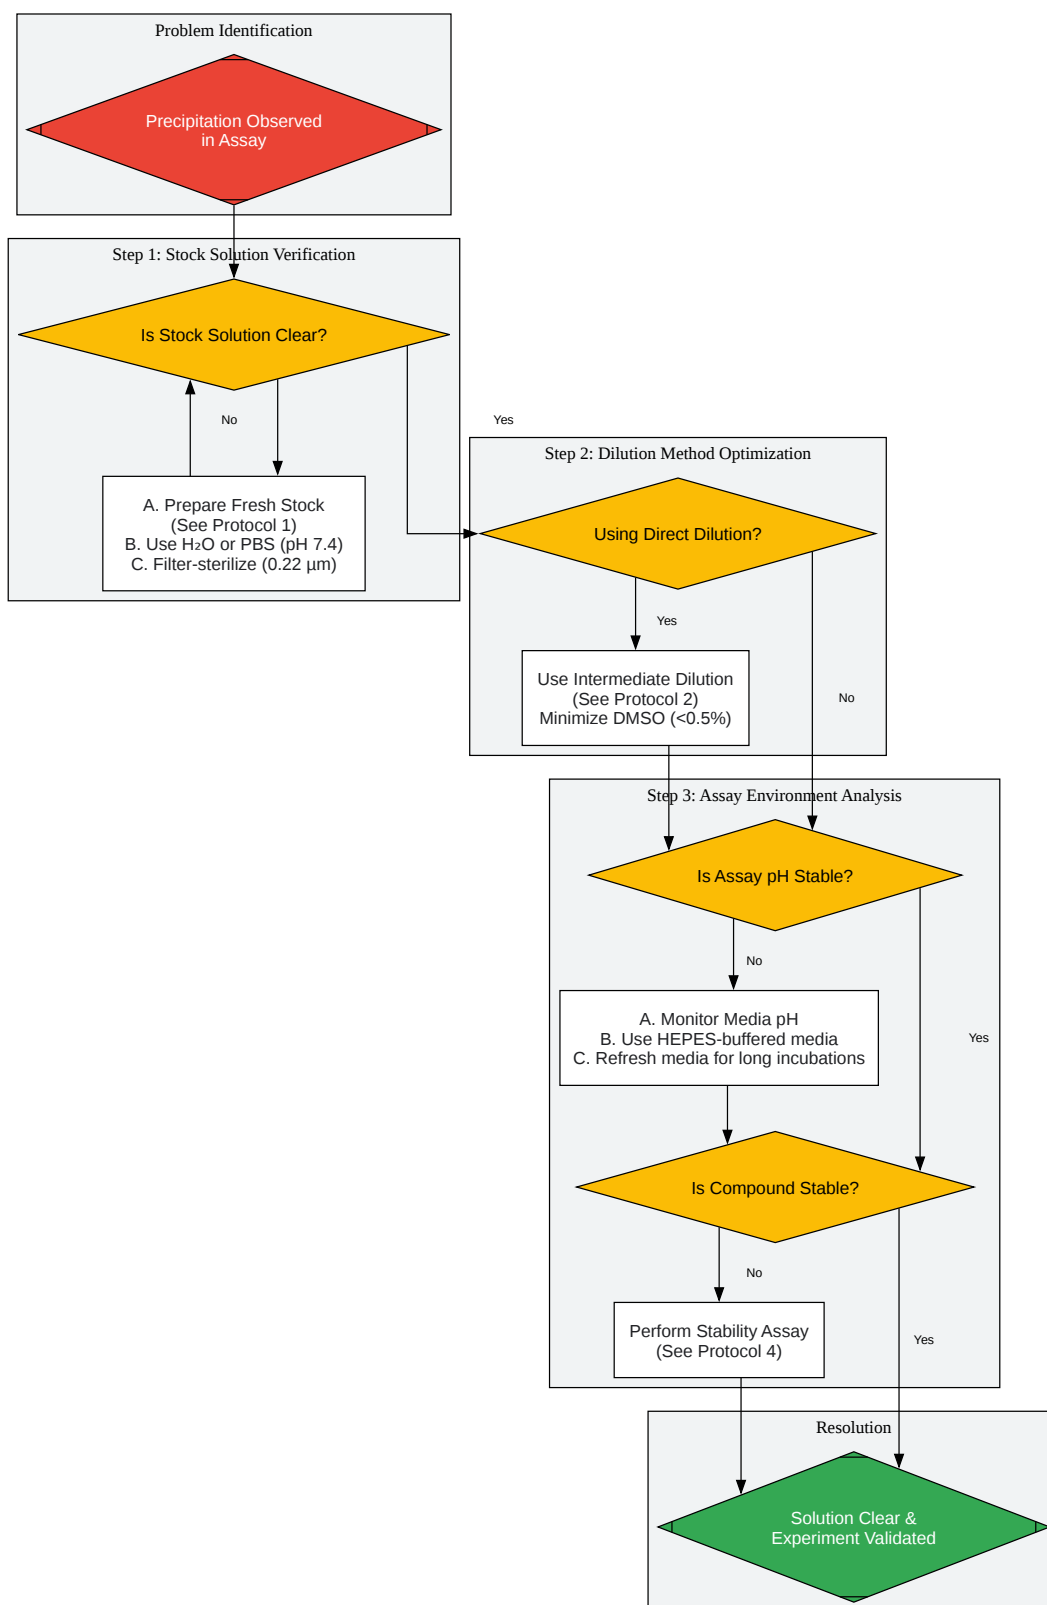 Problem Identification
Precipitation Observed
in Assay
Step 1: Stock Solution Verification
Is Stock Solution Clear?
No
Yes
A. Prepare Fresh Stock
(See Protocol 1)
B. Use H₂O or PBS (pH 7.4)
C. Filter-sterilize (0.22 µm)
Step 2: Dilution Method Optimization
Using Direct Dilution?
Yes
Use Intermediate Dilution
(See Protocol 2)
Minimize DMSO (<0.5%)
No
Step 3: Assay Environment Analysis
Is Assay pH Stable?
No
A. Monitor Media pH
B. Use HEPES-buffered media
C. Refresh media for long incubations
Yes
Is Compound Stable?
No
Perform Stability Assay
(See Protocol 4)
Yes
Resolution
Solution Clear &
Experiment Validated